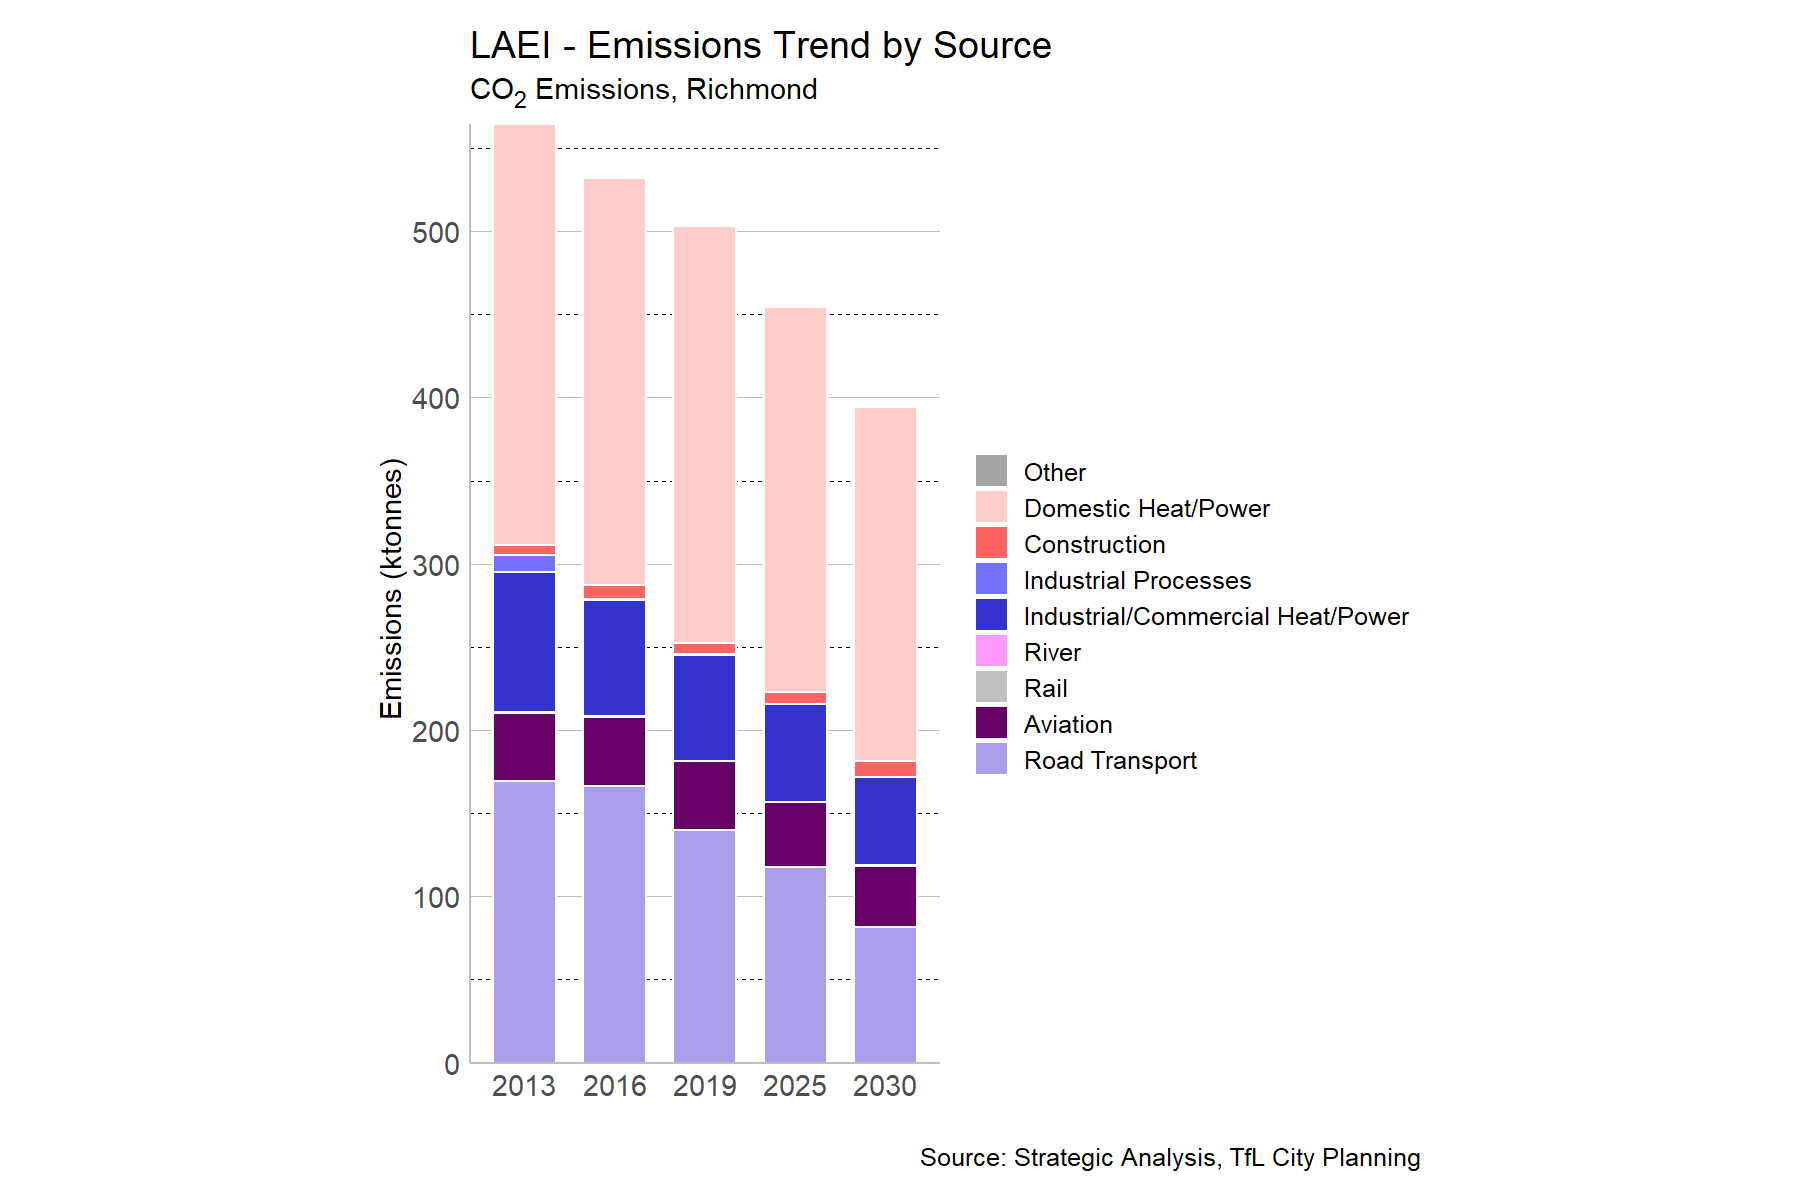 LAEI - Emissions Trend by Source
CO2 Emissions, Richmond
Emissions (ktonnes)
500
400
300
200
100
0
2013 2016 2019 2025 2030
Other
Domestic Heat/Power
Construction
Industrial Processes
Industrial/Commercial Heat/Power
River
Rail
Aviation
Road Transport
Source: Strategic Analysis, TfL City Planning